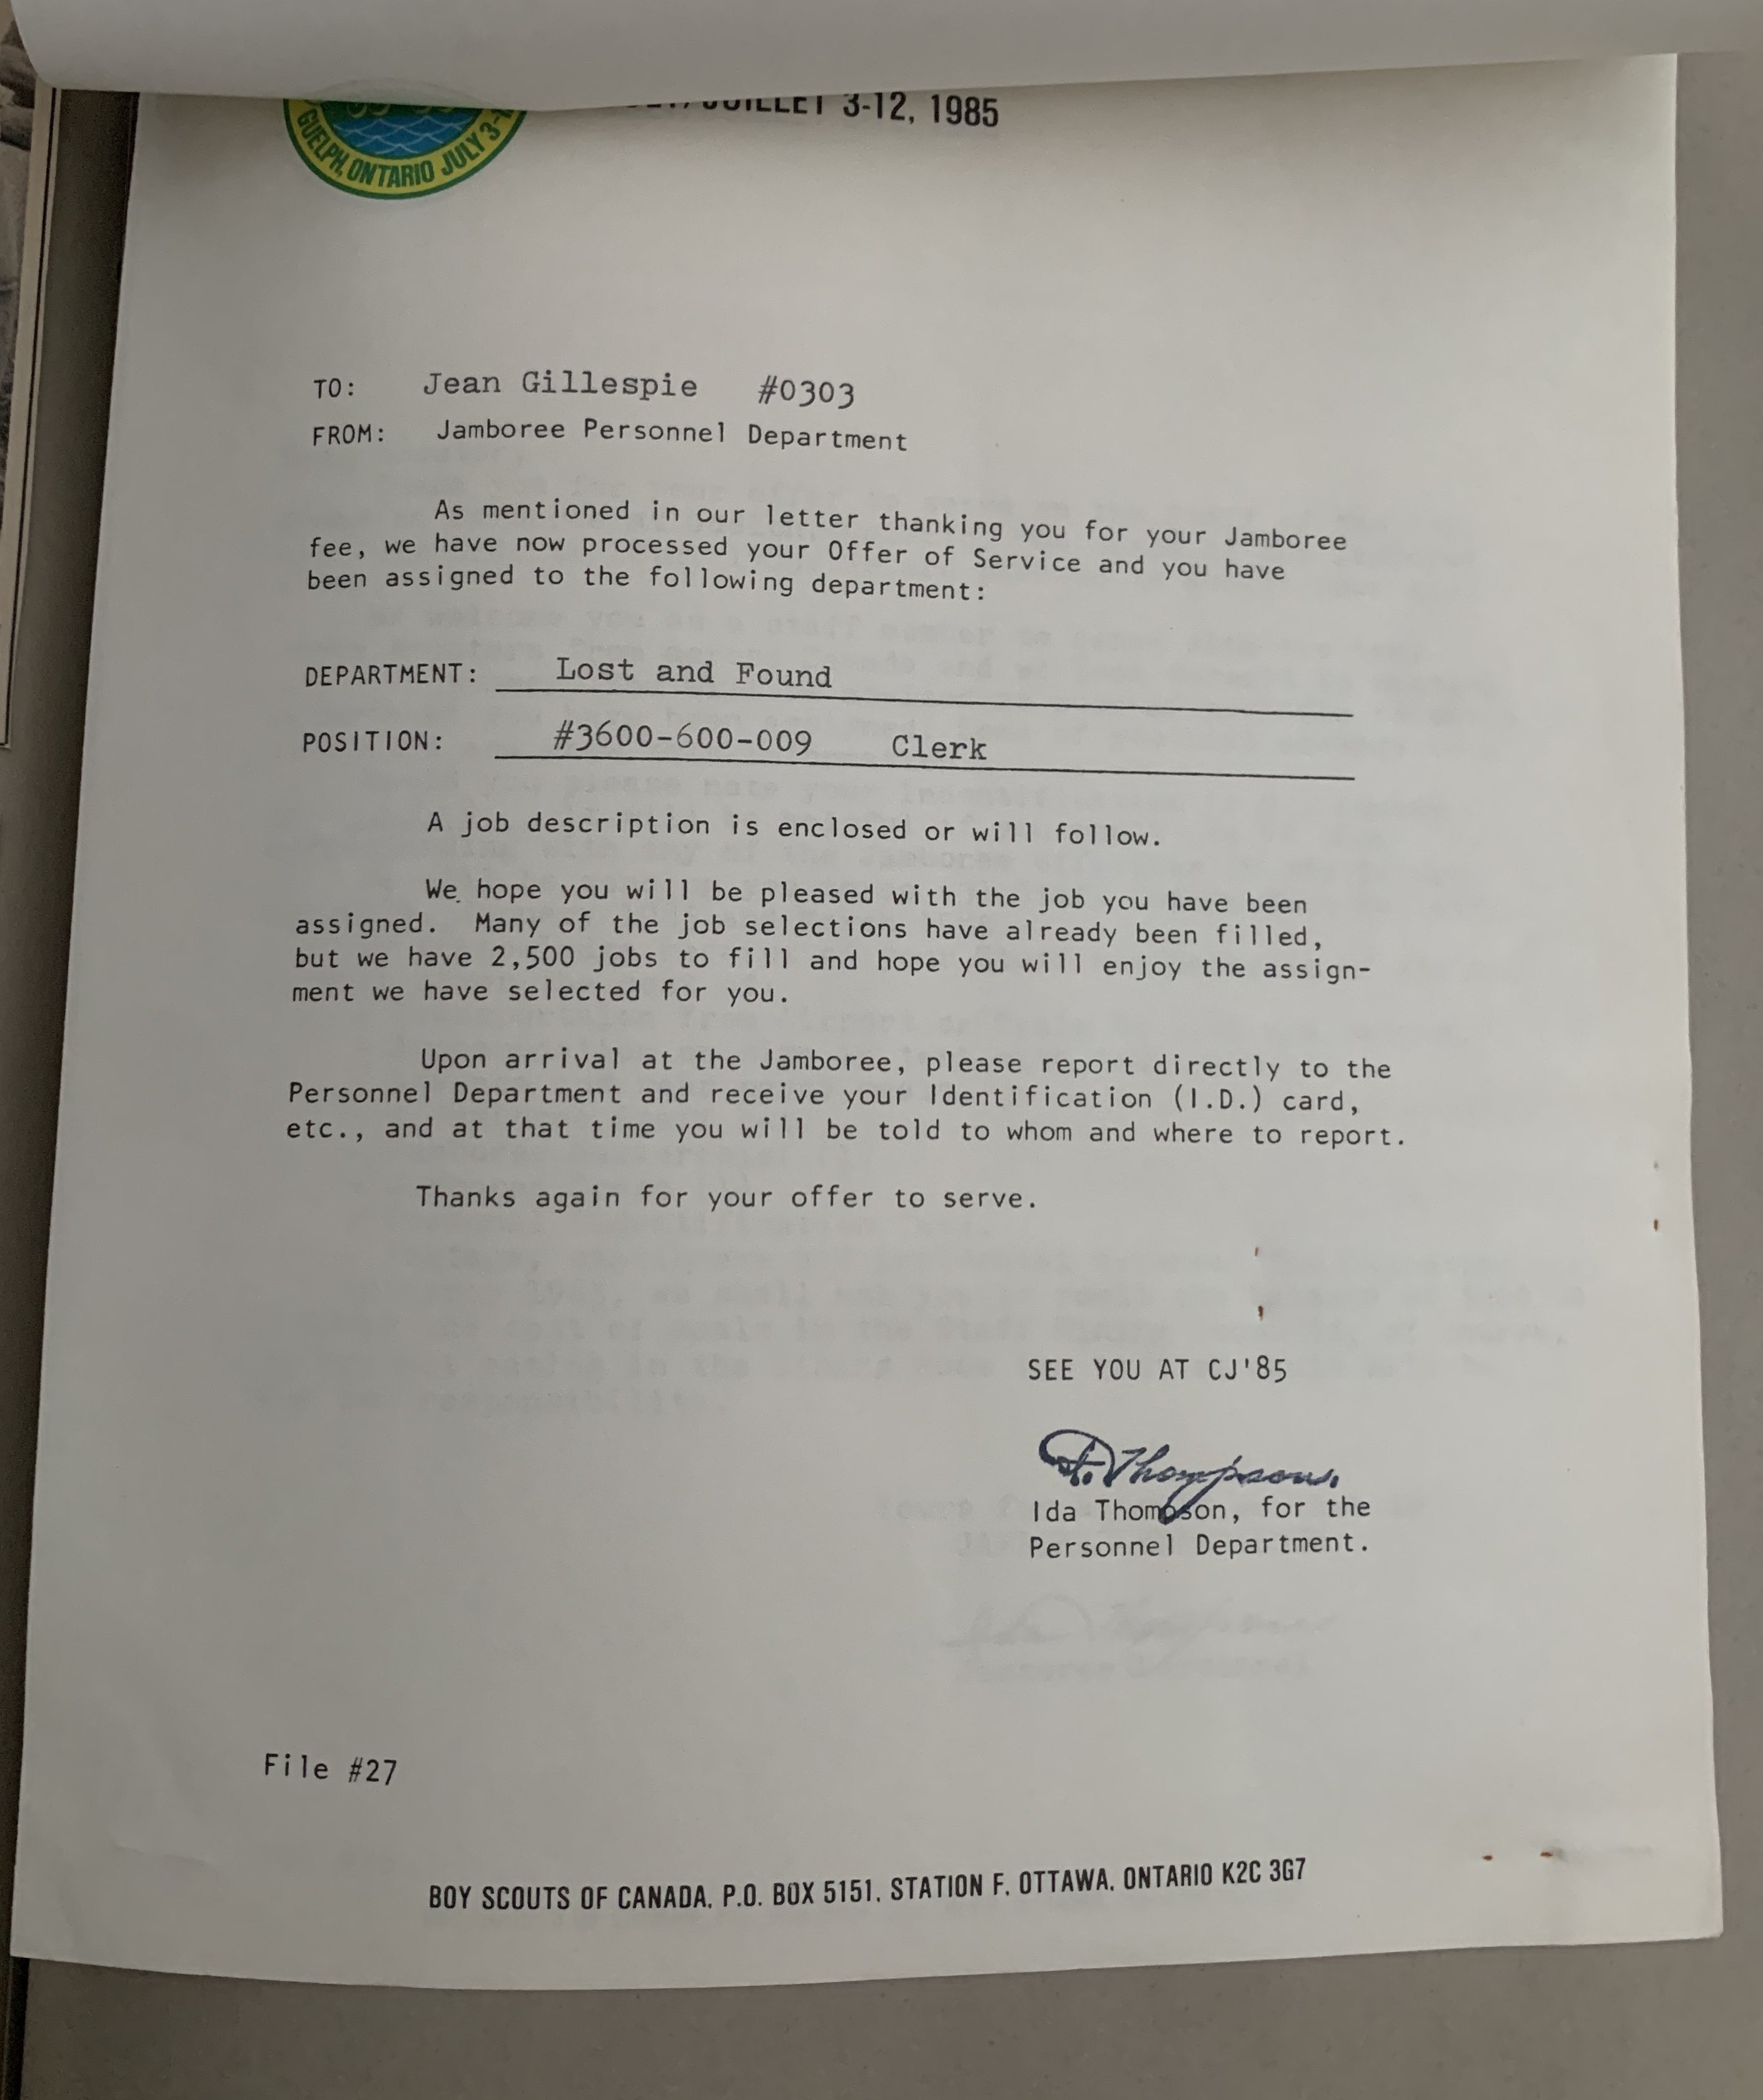 JUILLET 3-12, 1985
GUELPH, ONTARIO JULY 3-
TO: Jean Gillespie #0303
FROM: Jamboree Personnel Department
As mentioned in our letter thanking you for your Jamboree
fee, we have now processed your Offer of Service and you have
been assigned to the following department:
DEPARTMENT: Lost and Found
POSITION: #3600-600-009 Clerk
A job description is enclosed or will follow.
We hope you will be pleased with the job you have been
assigned. Many of the job selections have already been filled,
but we have 2,500 jobs to fill and hope you will enjoy the assign-
ment we have selected for you.
Upon arrival at the Jamboree, please report directly to the
Personnel Department and receive your Identification (I.D.) card,
etc., and at that time you will be told to whom and where to report.
Thanks again for your offer to serve.
SEE YOU AT CJ'85
I. Thompson.
Ida Thompson, for the
Personnel Department.
File #27
BOY SCOUTS OF CANADA, P.O. BOX 5151, STATION F, OTTAWA, ONTARIO K2C 3G7